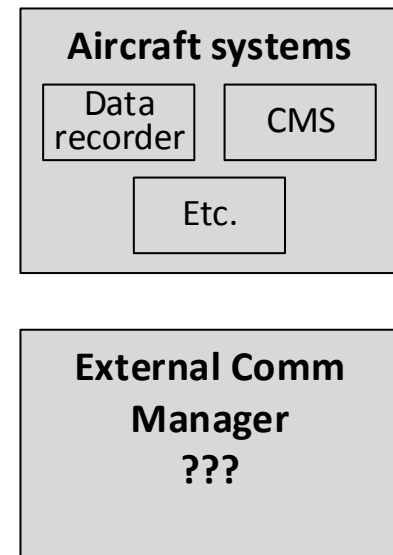 Aircraft systems
Data
recorder
CMS
Etc.
External Comm
Manager
???